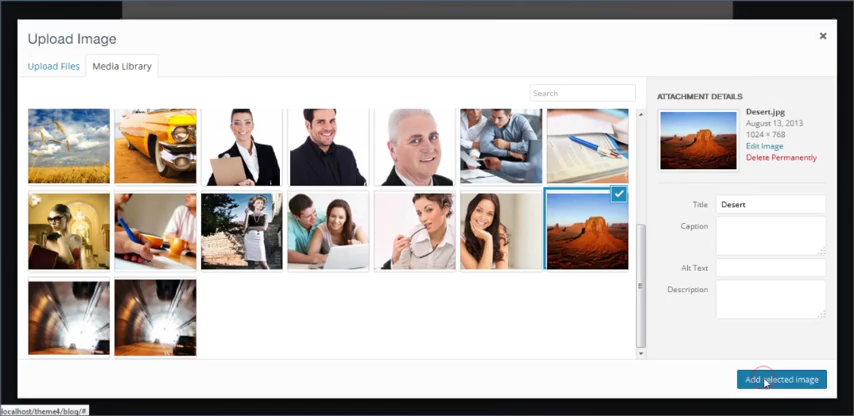 Upload Image
×
Upload Files
Media Library
Search
ATTACHMENT DETAILS
Desert.jpg
August 13, 2013
1024 × 768
Edit Image
Delete Permanently
Title
Desert
Caption
Alt Text
Description
Add selected image
localhost/theme4/blog/#